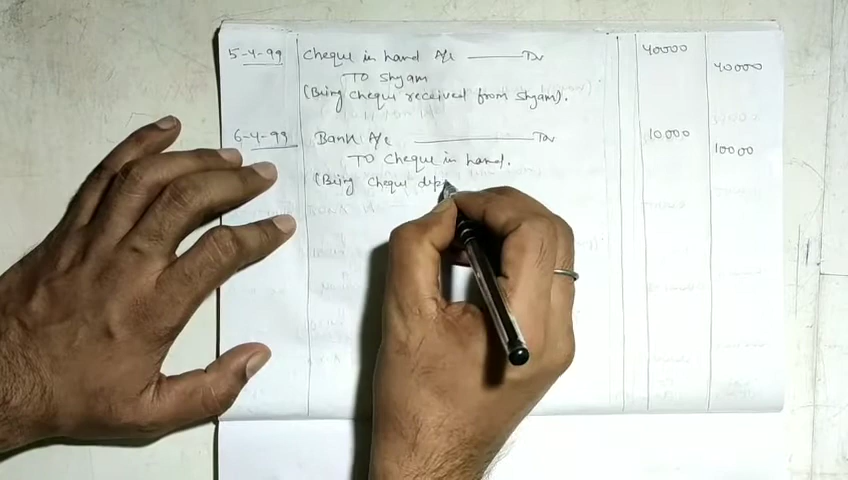 5-4-99 Cheque in hand A/c ——— Dr 40000
TO Shyam 40000
(Being Cheque received from Shyam).
6-4-99 Bank A/c ——— Dr 10000
TO Cheque in hand. 10000
(Being Cheque dep